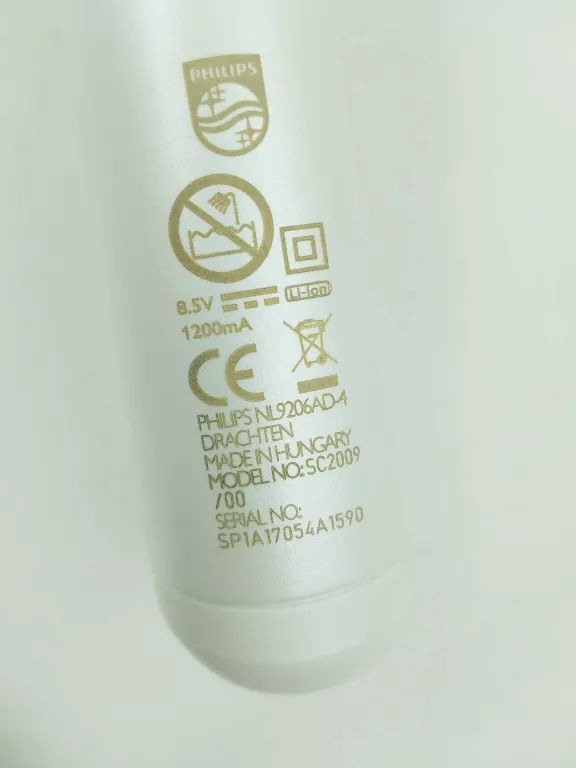 PHILIPS
8.5V
Li-Ion
1200mA
CE
PHILIPS NL9206AD-4
DRACHTEN
MADE IN HUNGARY
MODEL NO.: SC2009
/00
SERIAL NO.:
SP1A17054A1590